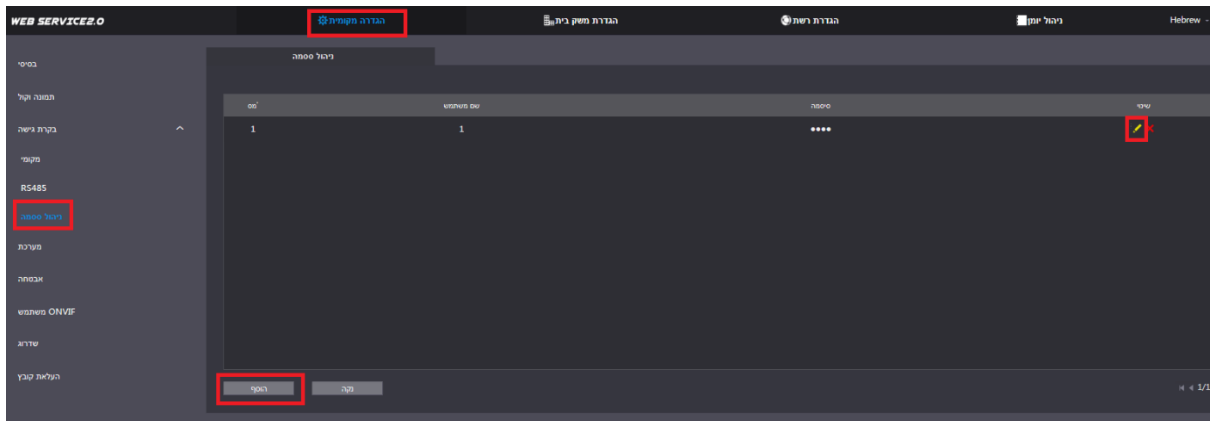 WEB SERVICE2.0
הגדרה מקומית
הגדרת משק בית
הגדרת רשת
ניהול יומן
Hebrew
ניהול ססמה
בסיסי
תמונה וקול
בקרת גישה
מקומי
RS485
ניהול ססמה
מערכת
אבטחה
משתמש ONVIF
שדרוג
העלאת קובץ
מס'
שם משתמש
סיסמה
שינוי
1
1
••••
הוסף
נקה
1/1